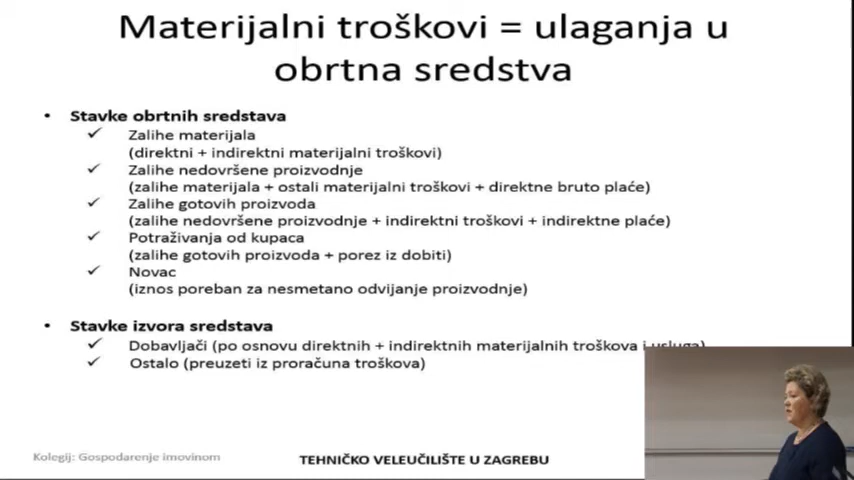 Materijalni troškovi = ulaganja u
obrtna sredstva
• Stavke obrtnih sredstava
✓ Zalihe materijala
(direktni + indirektni materijalni troškovi)
✓ Zalihe nedovršene proizvodnje
(zalihe materijala + ostali materijalni troškovi + direktne bruto plaće)
✓ Zalihe gotovih proizvoda
(zalihe nedovršene proizvodnje + indirektni troškovi + indirektne plaće)
✓ Potraživanja od kupaca
(zalihe gotovih proizvoda + porez iz dobiti)
✓ Novac
(iznos poreban za nesmetano odvijanje proizvodnje)
• Stavke izvora sredstava
✓ Dobavljači (po osnovu direktnih + indirektnih materijalnih troškova i usluga)
✓ Ostalo (preuzeti iz proračuna troškova)
Kolegij: Gospodarenje imovinom
TEHNIČKO VELEUČILIŠTE U ZAGREBU